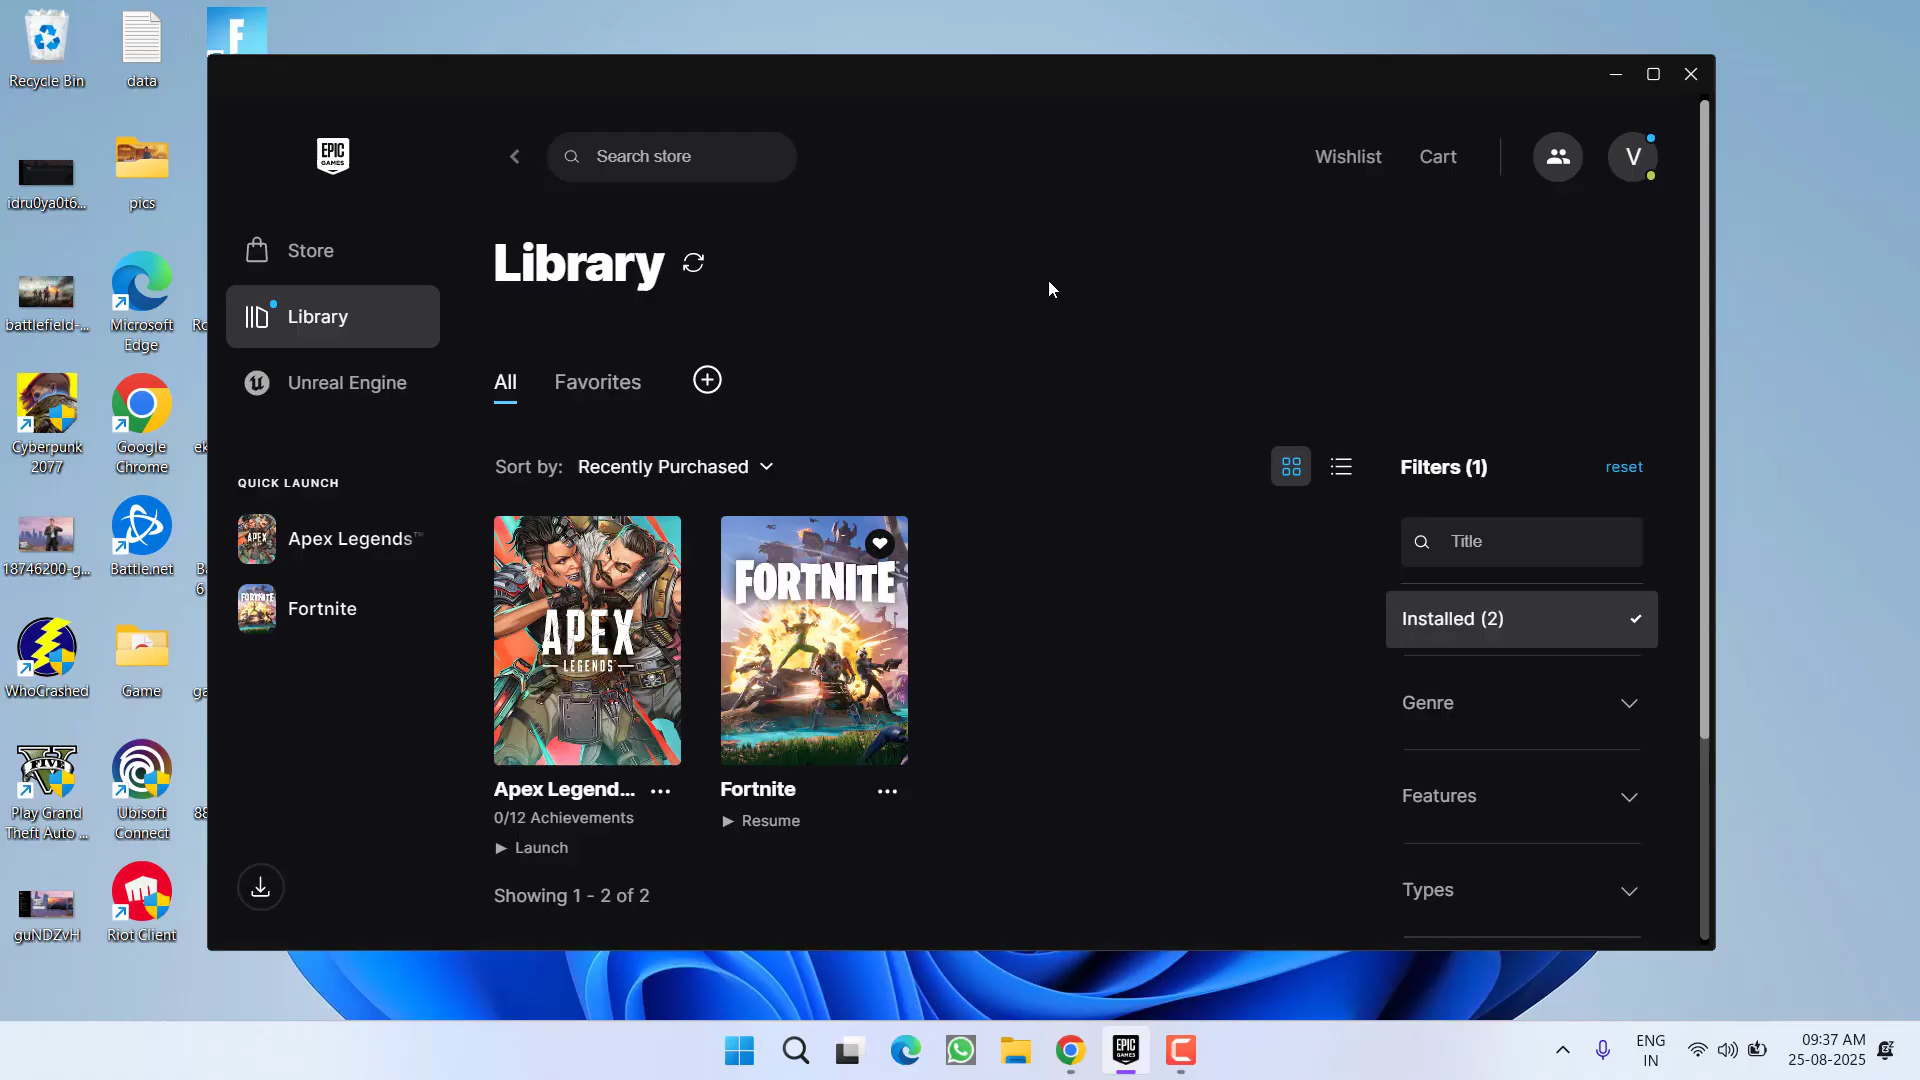 Recycle Bin
data
F
idru0ya0t6...
pics
battlefield-...
Microsoft
Edge
Cyberpunk
2077
Google
Chrome
18746200-g...
Battle.net
WhoCrashed
Game
FIVE
Play Grand
Theft Auto ...
Ubisoft
Connect
guNDZvH
Riot Client
EPIC
GAMES
Search store
Wishlist
Cart
V
Store
Library
Unreal Engine
QUICK LAUNCH
Apex Legends™
Fortnite
Library
All
Favorites
Sort by: Recently Purchased
APEX
LEGENDS
FORTNITE
Apex Legend...
0/12 Achievements
Launch
Fortnite
Resume
Showing 1 - 2 of 2
Filters (1)
reset
Title
Installed (2)
Genre
Features
Types
EPIC
GAMES
ENG
IN
09:37 AM
25-08-2025